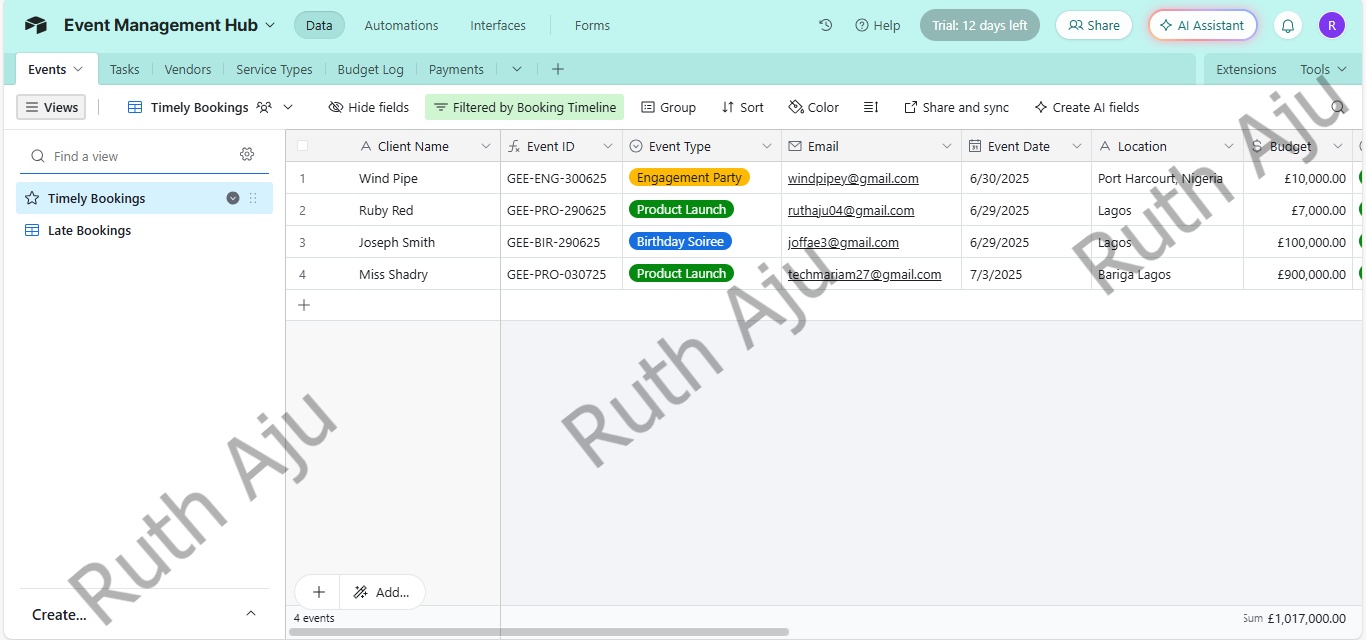 Event Management Hub Data Automations Interfaces Forms Help Trial: 12 days left Share AI Assistant R
Events Tasks Vendors Service Types Budget Log Payments Extensions Tools
Views Timely Bookings Hide fields Filtered by Booking Timeline Group Sort Color Share and sync Create AI fields
Find a view
Timely Bookings
Late Bookings
Create...
Client Name Event ID Event Type Email Event Date Location Budget
1 Wind Pipe GEE-ENG-300625 Engagement Party windpipey@gmail.com 6/30/2025 Port Harcourt, Nigeria £10,000.00
2 Ruby Red GEE-PRO-290625 Product Launch ruthaju04@gmail.com 6/29/2025 Lagos £7,000.00
3 Joseph Smith GEE-BIR-290625 Birthday Soiree joffae3@gmail.com 6/29/2025 Lagos £100,000.00
4 Miss Shadry GEE-PRO-030725 Product Launch techmariam27@gmail.com 7/3/2025 Bariga Lagos £900,000.00
Add...
4 events Sum £1,017,000.00
Ruth Aju
Ruth Aju
Ruth Aju